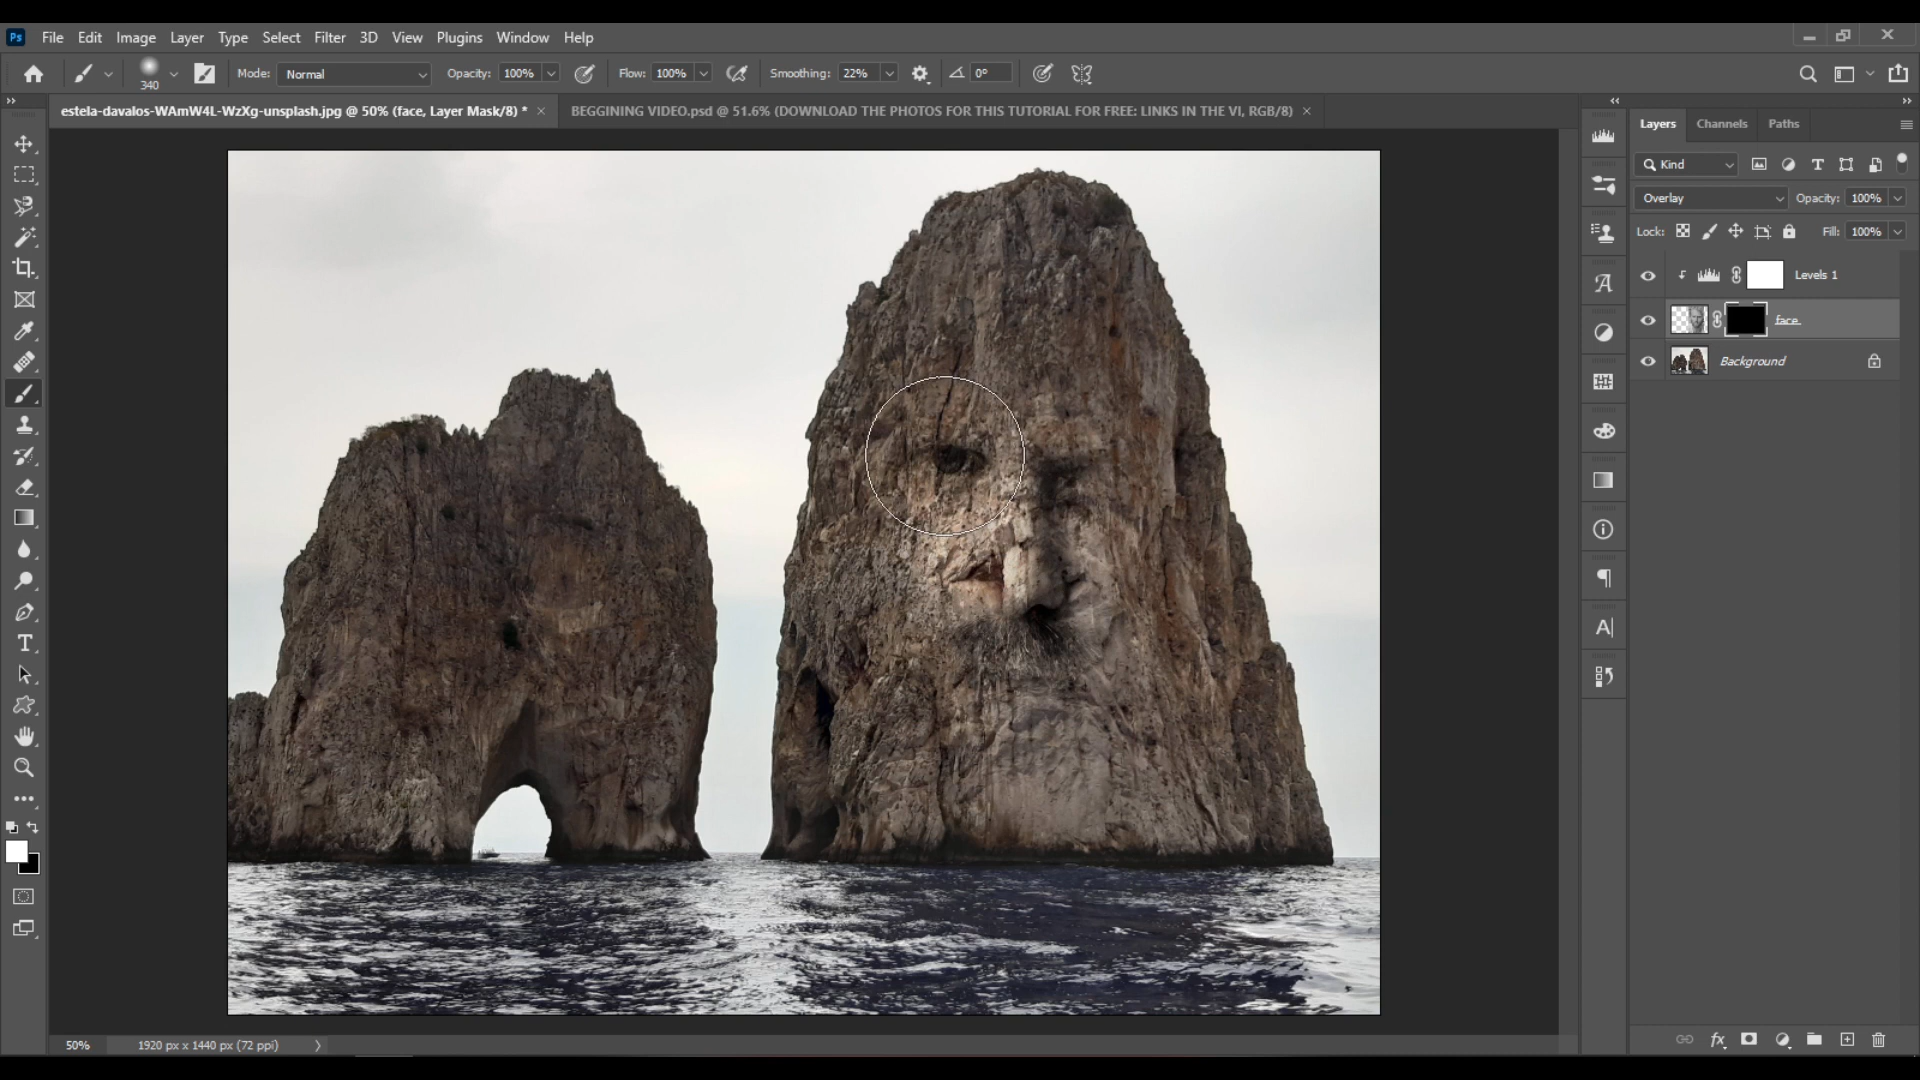 Ps File Edit Image Layer Type Select Filter 3D View Plugins Window Help
340 Mode: Normal Opacity: 100% Flow: 100% Smoothing: 22% 0°
estela-davalos-WAmW4L-WzXg-unsplash.jpg @ 50% (face, Layer Mask/8) * × BEGGINING VIDEO.psd @ 51.6% (DOWNLOAD THE PHOTOS FOR THIS TUTORIAL FOR FREE: LINKS IN THE VI, RGB/8) ×
Layers Channels Paths
Kind
Overlay Opacity: 100%
Lock: Fill: 100%
Levels 1
face
Background
50% 1920 px x 1440 px (72 ppi)